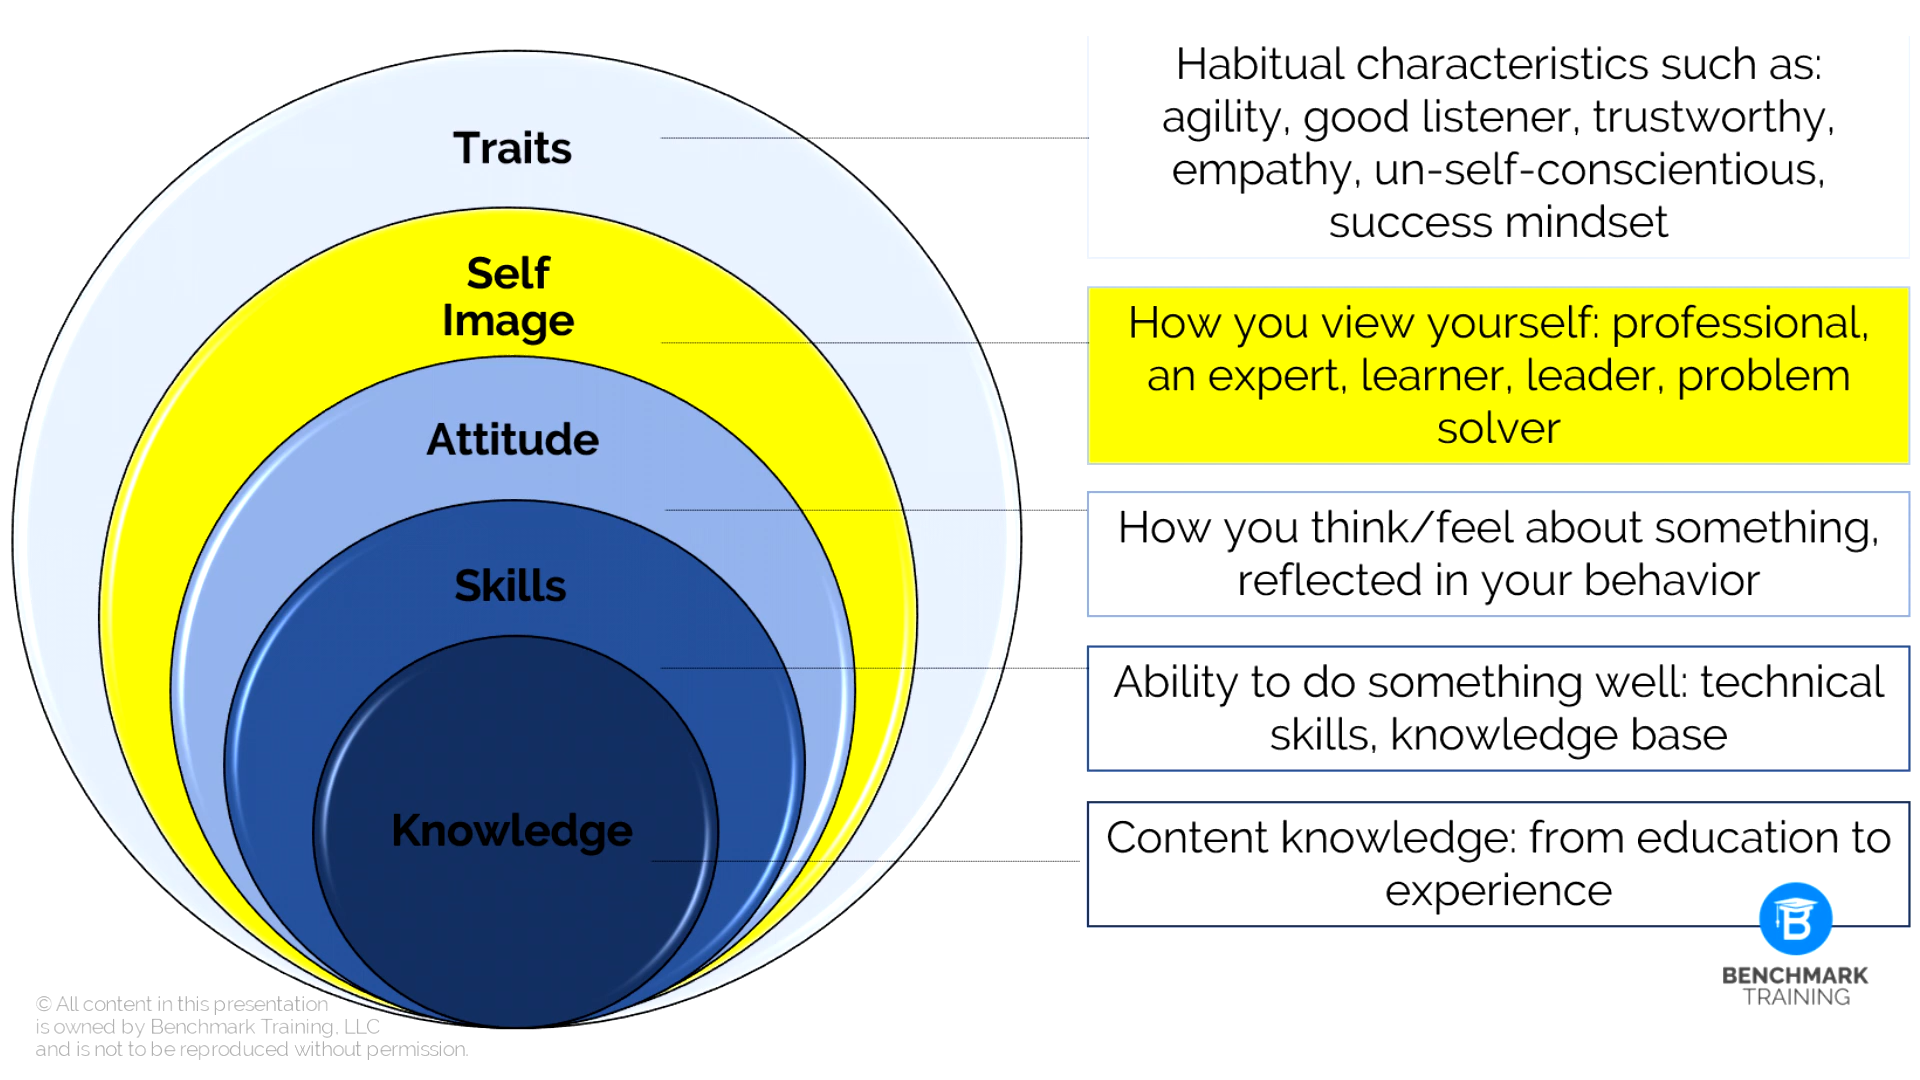 Traits
Self
Image
Attitude
Skills
Knowledge
Habitual characteristics such as:
agility, good listener, trustworthy,
empathy, un-self-conscientious,
success mindset
How you view yourself: professional,
an expert, learner, leader, problem
solver
How you think/feel about something,
reflected in your behavior
Ability to do something well: technical
skills, knowledge base
Content knowledge: from education to
experience
B
BENCHMARK
TRAINING
© All content in this presentation
is owned by Benchmark Training, LLC
and is not to be reproduced without permission.